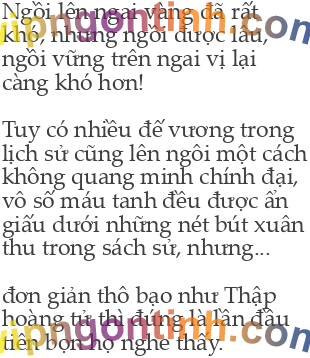 Ngồi lên ngai vàng đã rất
khó, nhưng ngồi được lâu,
ngồi vững trên ngai vị lại
càng khó hơn!
Tuy có nhiều đế vương trong
lịch sử cũng lên ngôi một cách
không quang minh chính đại,
vô số máu tanh đều được ẩn
giấu dưới những nét bút xuân
thu trong sách sử, nhưng...
đơn giản thô bạo như Thập
hoàng tử thì đúng là lần đầu
tiên bọn họ nghe thấy.
vipngontinh.com
vipngontinh.com